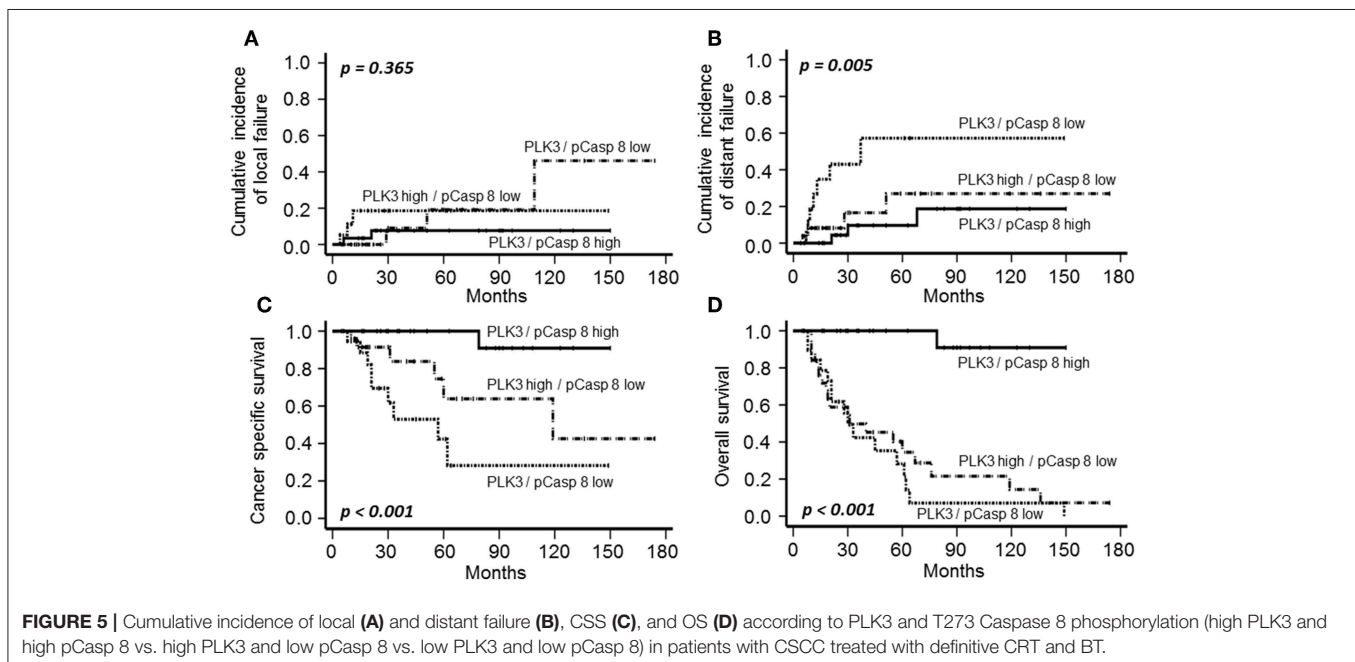 A
p = 0.365
Cumulative incidence
of local failure
1.0
0.8
0.6
0.4
0.2
0.0
PLK3 / pCasp 8 low
PLK3 high / pCasp 8 low
PLK3 / pCasp 8 high
0 30 60 90 120 150 180
Months
B
p = 0.005
Cumulative incidence
of distant failure
1.0
0.8
0.6
0.4
0.2
0.0
PLK3 / pCasp 8 low
PLK3 high / pCasp 8 low
PLK3 / pCasp 8 high
0 30 60 90 120 150 180
Months
C
Cancer specific survival
1.0
0.8
0.6
0.4
0.2
0.0
PLK3 / pCasp 8 high
PLK3 high / pCasp 8 low
PLK3 / pCasp 8 low
p < 0.001
0 30 60 90 120 150 180
Months
D
Overall survival
1.0
0.8
0.6
0.4
0.2
0.0
PLK3 / pCasp 8 high
PLK3 high / pCasp 8 low
PLK3 / pCasp 8 low
p < 0.001
0 30 60 90 120 150 180
Months
FIGURE 5 | Cumulative incidence of local (A) and distant failure (B), CSS (C), and OS (D) according to PLK3 and T273 Caspase 8 phosphorylation (high PLK3 and
high pCasp 8 vs. high PLK3 and low pCasp 8 vs. low PLK3 and low pCasp 8) in patients with CSCC treated with definitive CRT and BT.